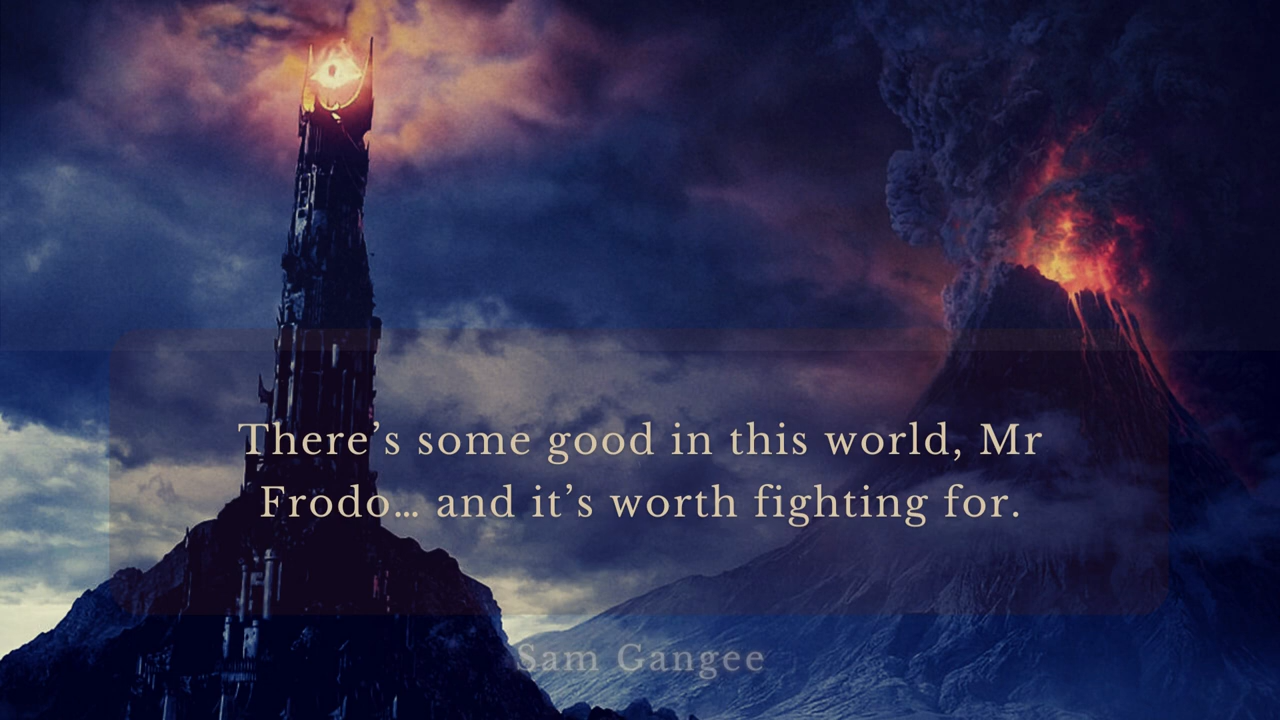 There’s some good in this world, Mr
Frodo… and it’s worth fighting for.
Sam Gangee